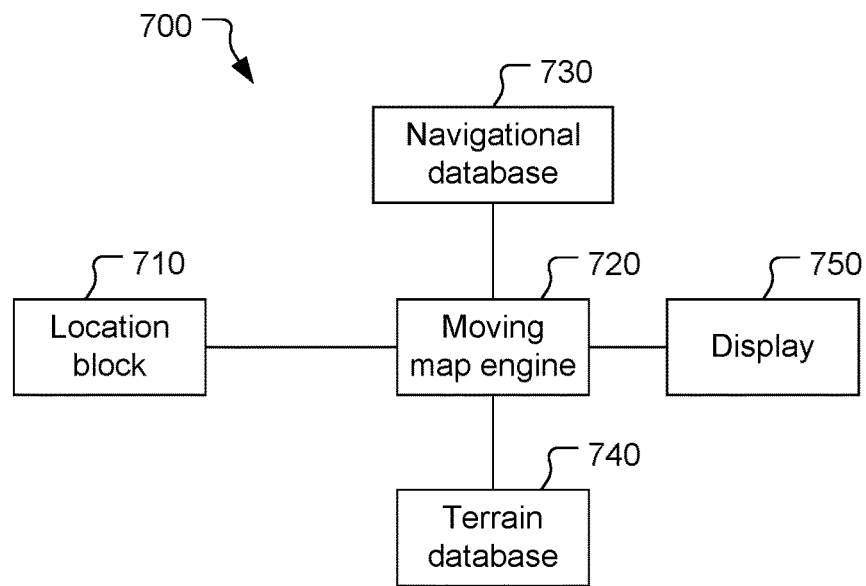 700
730
Navigational
database
710
720
750
Location
block
Moving
map engine
Display
740
Terrain
database